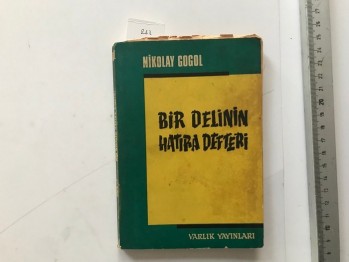 NİKOLAY GOGOL
BİR DELİNİN
HATIRA DEFTERİ
VARLIK YAYINLARI